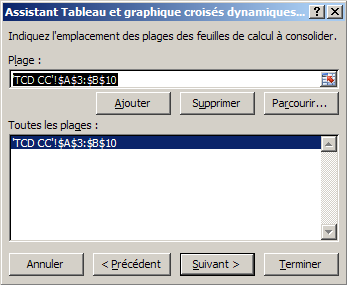 Assistant Tableau et graphique croisés dynamiques...
Indiquez l'emplacement des plages des feuilles de calcul à consolider.
Plage :
'TCD CC'!$A$3:$B$10
Ajouter
Supprimer
Parcourir...
Toutes les plages :
'TCD CC'!$A$3:$B$10
Annuler
< Précédent
Suivant >
Terminer